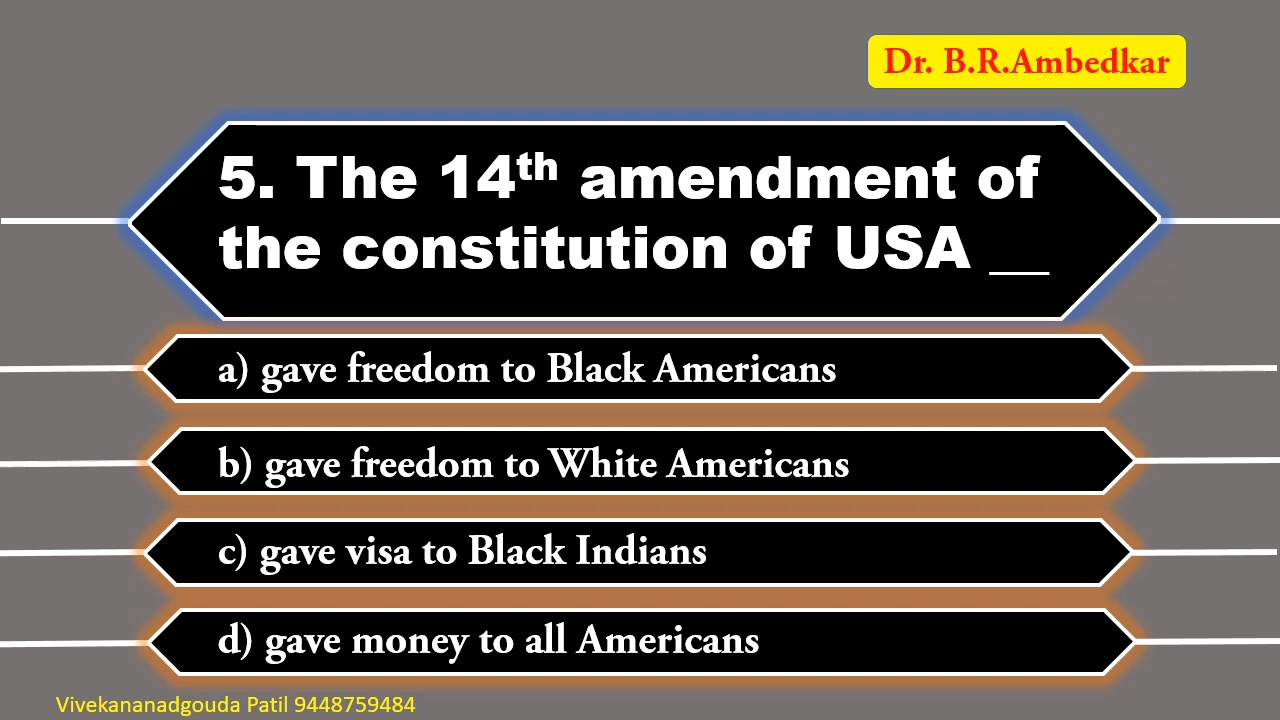 Dr. B.R.Ambedkar
5. The 14th amendment of
the constitution of USA __
a) gave freedom to Black Americans
b) gave freedom to White Americans
c) gave visa to Black Indians
d) gave money to all Americans
Vivekananadgouda Patil 9448759484